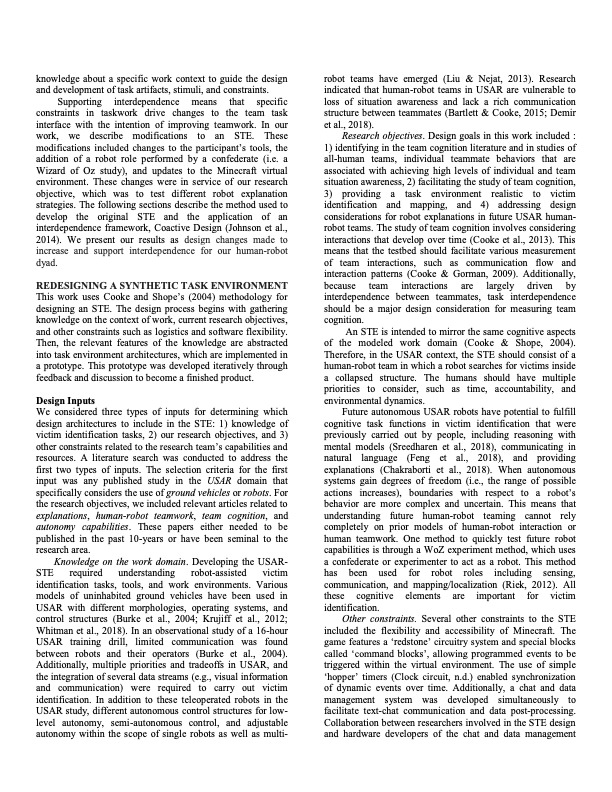 knowledge about a specific work context to guide the design
and development of task artifacts, stimuli, and constraints.
Supporting interdependence means that specific
constraints in taskwork drive changes to the team task
interface with the intention of improving teamwork. In our
work, we describe modifications to an STE. These
modifications included changes to the participant's tools, the
addition of a robot role performed by a confederate (i.e. a
Wizard of Oz study), and updates to the Minecraft virtual
environment. These changes were in service of our research
objective, which was to test different robot explanation
strategies. The following sections describe the method used to
develop the original STE and the application of an
interdependence framework, Coactive Design (Johnson et al.,
2014). We present our results as design changes made to
increase and support interdependence for our human-robot
dyad.
REDESIGNING A SYNTHETIC TASK ENVIRONMENT
This work uses Cooke and Shope's (2004) methodology for
designing an STE. The design process begins with gathering
knowledge on the context of work, current research objectives,
and other constraints such as logistics and software flexibility.
Then, the relevant features of the knowledge are abstracted
into task environment architectures, which are implemented in
a prototype. This prototype was developed iteratively through
feedback and discussion to become a finished product.
Design Inputs
We considered three types of inputs for determining which
design architectures to include in the STE: 1) knowledge of
victim identification tasks, 2) our research objectives, and 3)
other constraints related to the research team's capabilities and
resources. A literature search was conducted to address the
first two types of inputs. The selection criteria for the first
input was any published study in the USAR domain that
specifically considers the use of ground vehicles or robots. For
the research objectives, we included relevant articles related to
explanations, human-robot teamwork, team cognition, and
autonomy capabilities. These papers either needed to be
published in the past 10-years or have been seminal to the
research area.
Knowledge on the work domain. Developing the USAR-
STE required understanding robot-assisted victim
identification tasks, tools, and work environments. Various
models of uninhabited ground vehicles have been used in
USAR with different morphologies, operating systems, and
control structures (Burke et al., 2004; Krujiff et al., 2012;
Whitman et al., 2018). In an observational study of a 16-hour
USAR training drill, limited communication was found
between robots and their operators (Burke et al., 2004).
Additionally, multiple priorities and tradeoffs in USAR, and
the integration of several data streams (e.g., visual information
and communication) were required to carry out victim
identification. In addition to these teleoperated robots in the
USAR study, different autonomous control structures for low-
level autonomy, semi-autonomous control, and adjustable
autonomy within the scope of single robots as well as multi-
robot teams have emerged (Liu & Nejat, 2013). Research
indicated that human-robot teams in USAR are vulnerable to
loss of situation awareness and lack a rich communication
structure between teammates (Bartlett & Cooke, 2015; Demir
et al., 2018).
Research objectives. Design goals in this work included :
1) identifying in the team cognition literature and in studies of
all-human teams, individual teammate behaviors that are
associated with achieving high levels of individual and team
situation awareness, 2) facilitating the study of team cognition,
3) providing a task environment realistic to victim
identification and mapping, and 4) addressing design
considerations for robot explanations in future USAR human-
robot teams. The study of team cognition involves considering
interactions that develop over time (Cooke et al., 2013). This
means that the testbed should facilitate various measurement
of team interactions, such as communication flow and
interaction patterns (Cooke & Gorman, 2009). Additionally,
because team interactions are largely driven by
interdependence between teammates, task interdependence
should be a major design consideration for measuring team
cognition.
An STE is intended to mirror the same cognitive aspects
of the modeled work domain (Cooke & Shope, 2004).
Therefore, in the USAR context, the STE should consist of a
human-robot team in which a robot searches for victims inside
a collapsed structure. The humans should have multiple
priorities to consider, such as time, accountability, and
environmental dynamics.
Future autonomous USAR robots have potential to fulfill
cognitive task functions in victim identification that were
previously carried out by people, including reasoning with
mental models (Sreedharen et al., 2018), communicating in
natural language (Feng et al., 2018), and providing
explanations (Chakraborti et al., 2018). When autonomous
systems gain degrees of freedom (i.e., the range of possible
actions increases), boundaries with respect to a robot's
behavior are more complex and uncertain. This means that
understanding future human-robot teaming cannot rely
completely on prior models of human-robot interaction or
human teamwork. One method to quickly test future robot
capabilities is through a WoZ experiment method, which uses
a confederate or experimenter to act as a robot. This method
has been used for robot roles including sensing,
communication, and mapping/localization (Riek, 2012). All
these cognitive elements are important for victim
identification.
Other constraints. Several other constraints to the STE
included the flexibility and accessibility of Minecraft. The
game features a 'redstone' circuitry system and special blocks
called 'command blocks', allowing programmed events to be
triggered within the virtual environment. The use of simple
'hopper' timers (Clock circuit, n.d.) enabled synchronization
of dynamic events over time. Additionally, a chat and data
management system was developed simultaneously to
facilitate text-chat communication and data post-processing.
Collaboration between researchers involved in the STE design
and hardware developers of the chat and data management